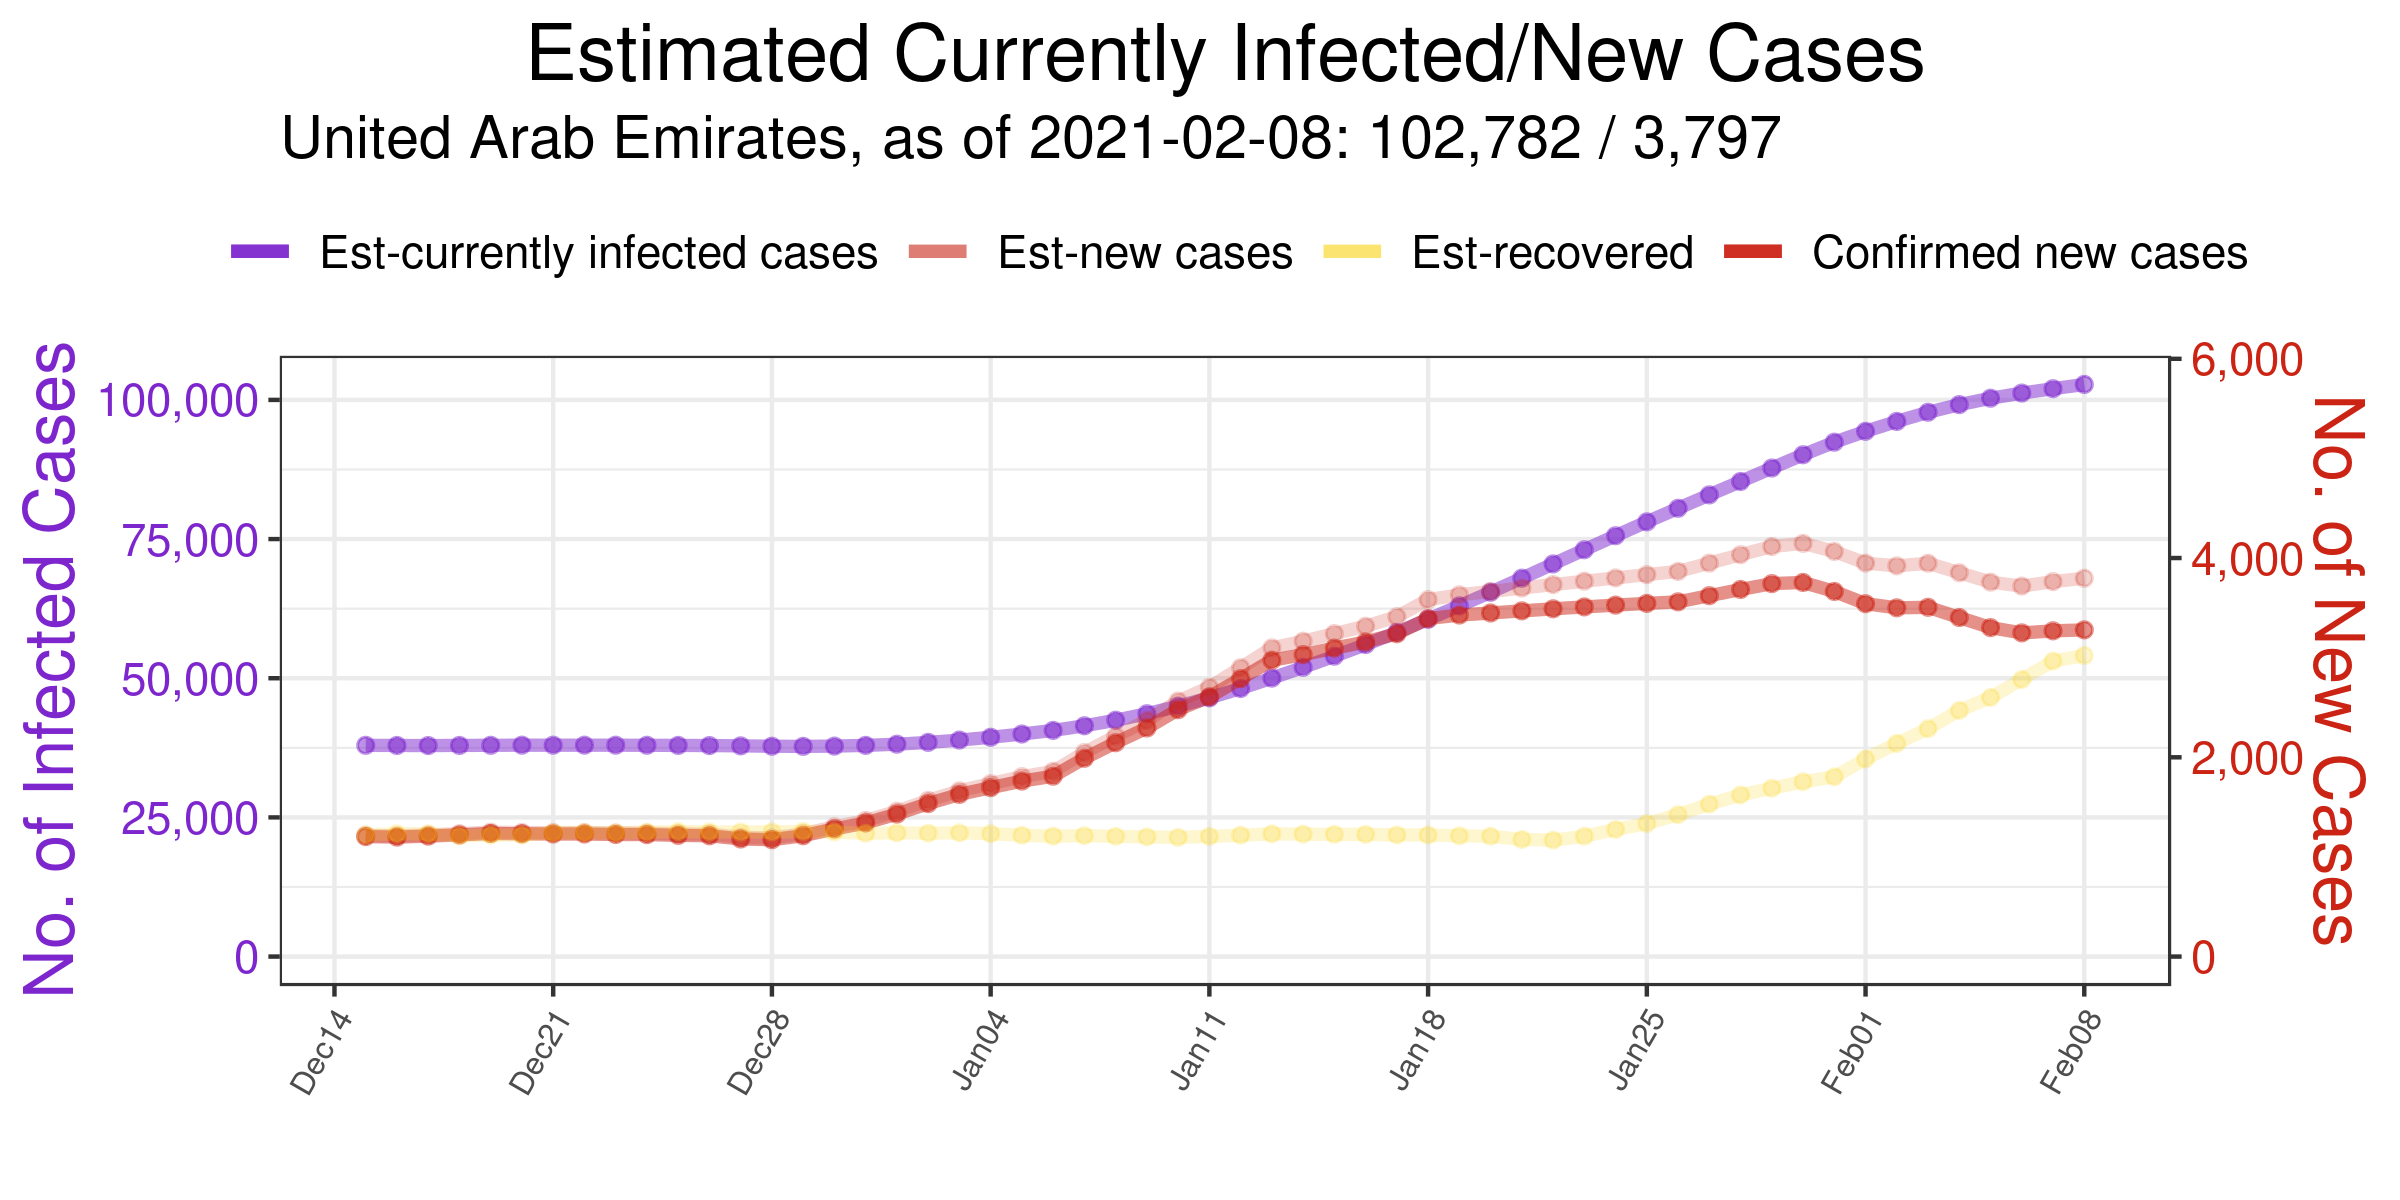 Estimated Currently Infected/New Cases
United Arab Emirates, as of 2021-02-08: 102,782 / 3,797
Est-currently infected cases Est-new cases Est-recovered Confirmed new cases
No. of Infected Cases
100,000
75,000
50,000
25,000
0
6,000
4,000
2,000
0
No. of New Cases
Dec14 Dec21 Dec28 Jan04 Jan11 Jan18 Jan25 Feb01 Feb08